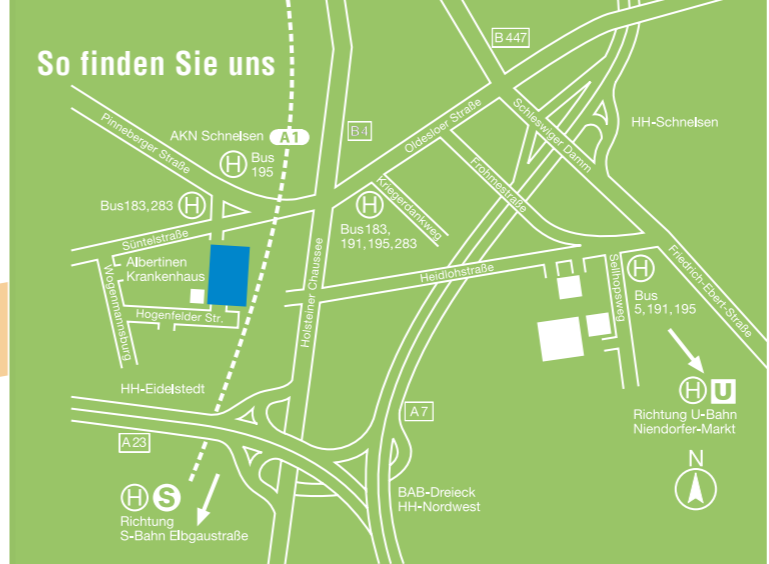 So finden Sie uns
B 447
Pinneberger Straße
AKN Schnelsen A1
B4
Oldesloer Straße
Schleswiger Damm
HH-Schnelsen
H Bus
195
Frohmestraße
Kriegerdankweg
Bus183,283 H
H
Bus183,
191,195,283
Süntelstraße
Albertinen
Krankenhaus
Wogenmannsburg
Hogenfelder Str.
Holsteiner Chaussee
Heidlohstraße
Sellhopsweg
Friedrich-Ebert-Straße
H
Bus
5,191,195
HH-Eidelstedt
A 23
A 7
H U
Richtung U-Bahn
Niendorfer-Markt
N
BAB-Dreieck
HH-Nordwest
H S
Richtung
S-Bahn Elbgaustraße